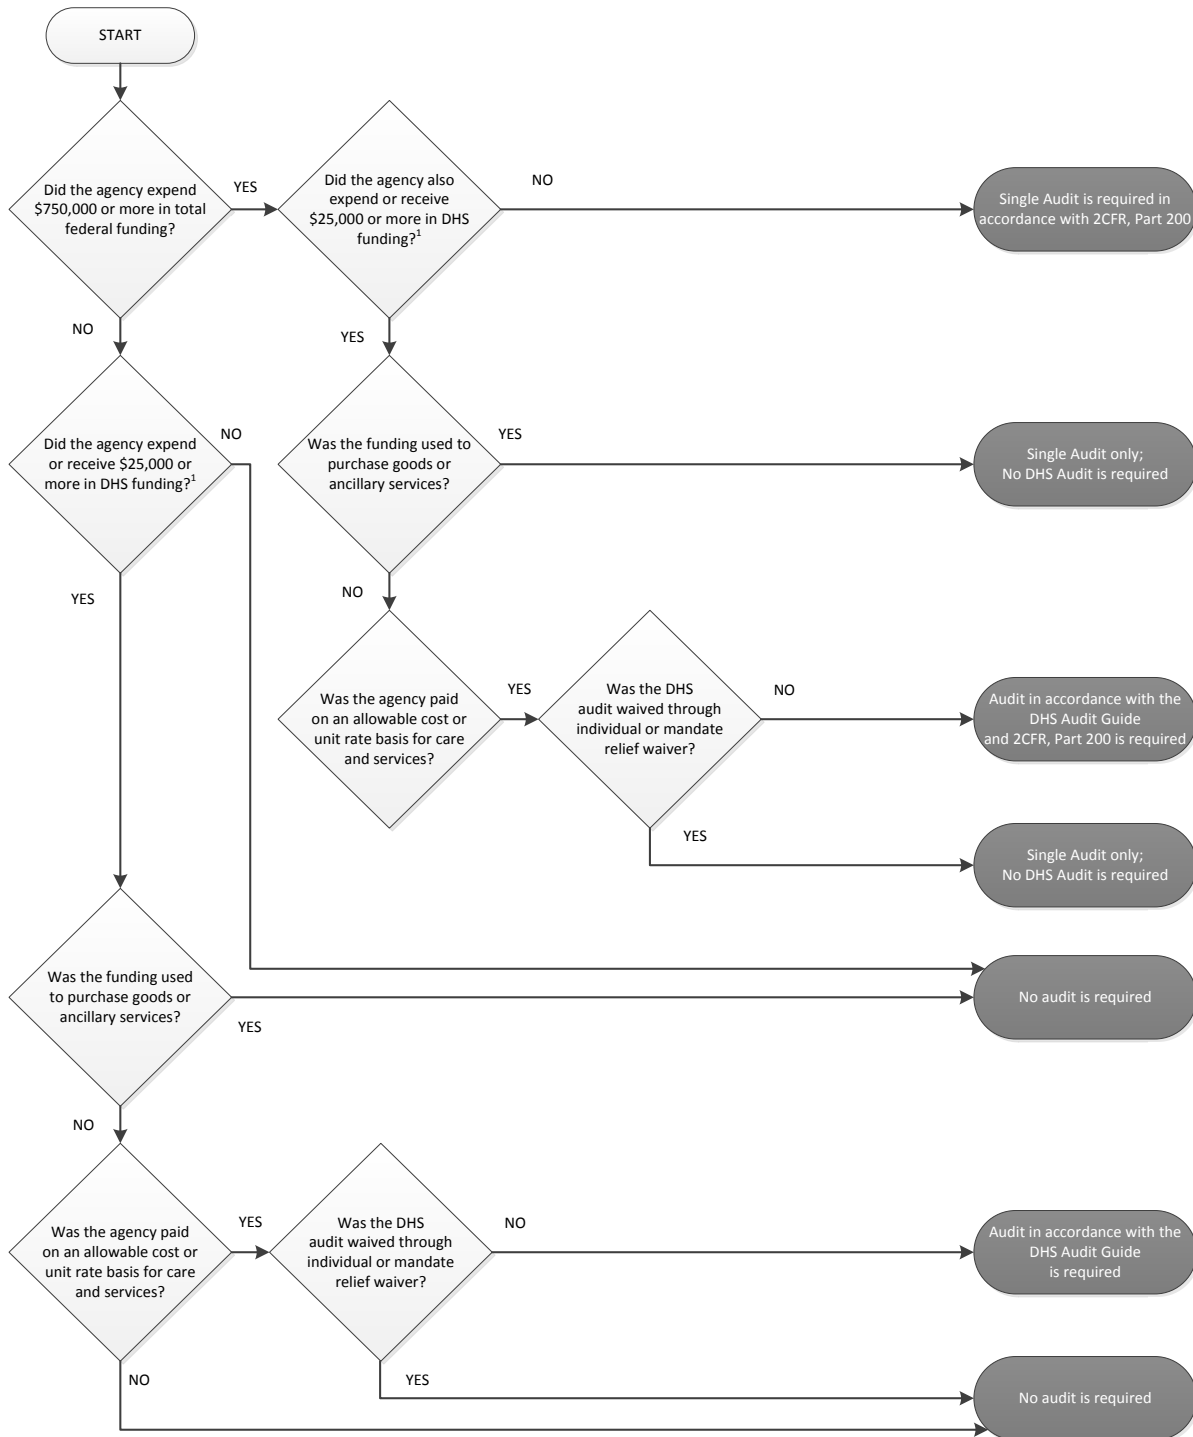 START
Did the agency expend
$750,000 or more in total
federal funding?
YES
Did the agency also
expend or receive
$25,000 or more in DHS
funding?¹
NO
Single Audit is required in
accordance with 2CFR, Part 200
NO
YES
Did the agency expend
or receive $25,000 or
more in DHS funding?¹
NO
Was the funding used to
purchase goods or
ancillary services?
YES
Single Audit only;
No DHS Audit is required
YES
NO
Was the agency paid
on an allowable cost or
unit rate basis for care
and services?
YES
Was the DHS
audit waived through
individual or mandate
relief waiver?
NO
Audit in accordance with the
DHS Audit Guide
and 2CFR, Part 200 is required
YES
Single Audit only;
No DHS Audit is required
Was the funding used
to purchase goods or
ancillary services?
YES
No audit is required
NO
Was the agency paid
on an allowable cost or
unit rate basis for care
and services?
YES
Was the DHS
audit waived through
individual or mandate
relief waiver?
NO
Audit in accordance with the
DHS Audit Guide
is required
NO
YES
No audit is required